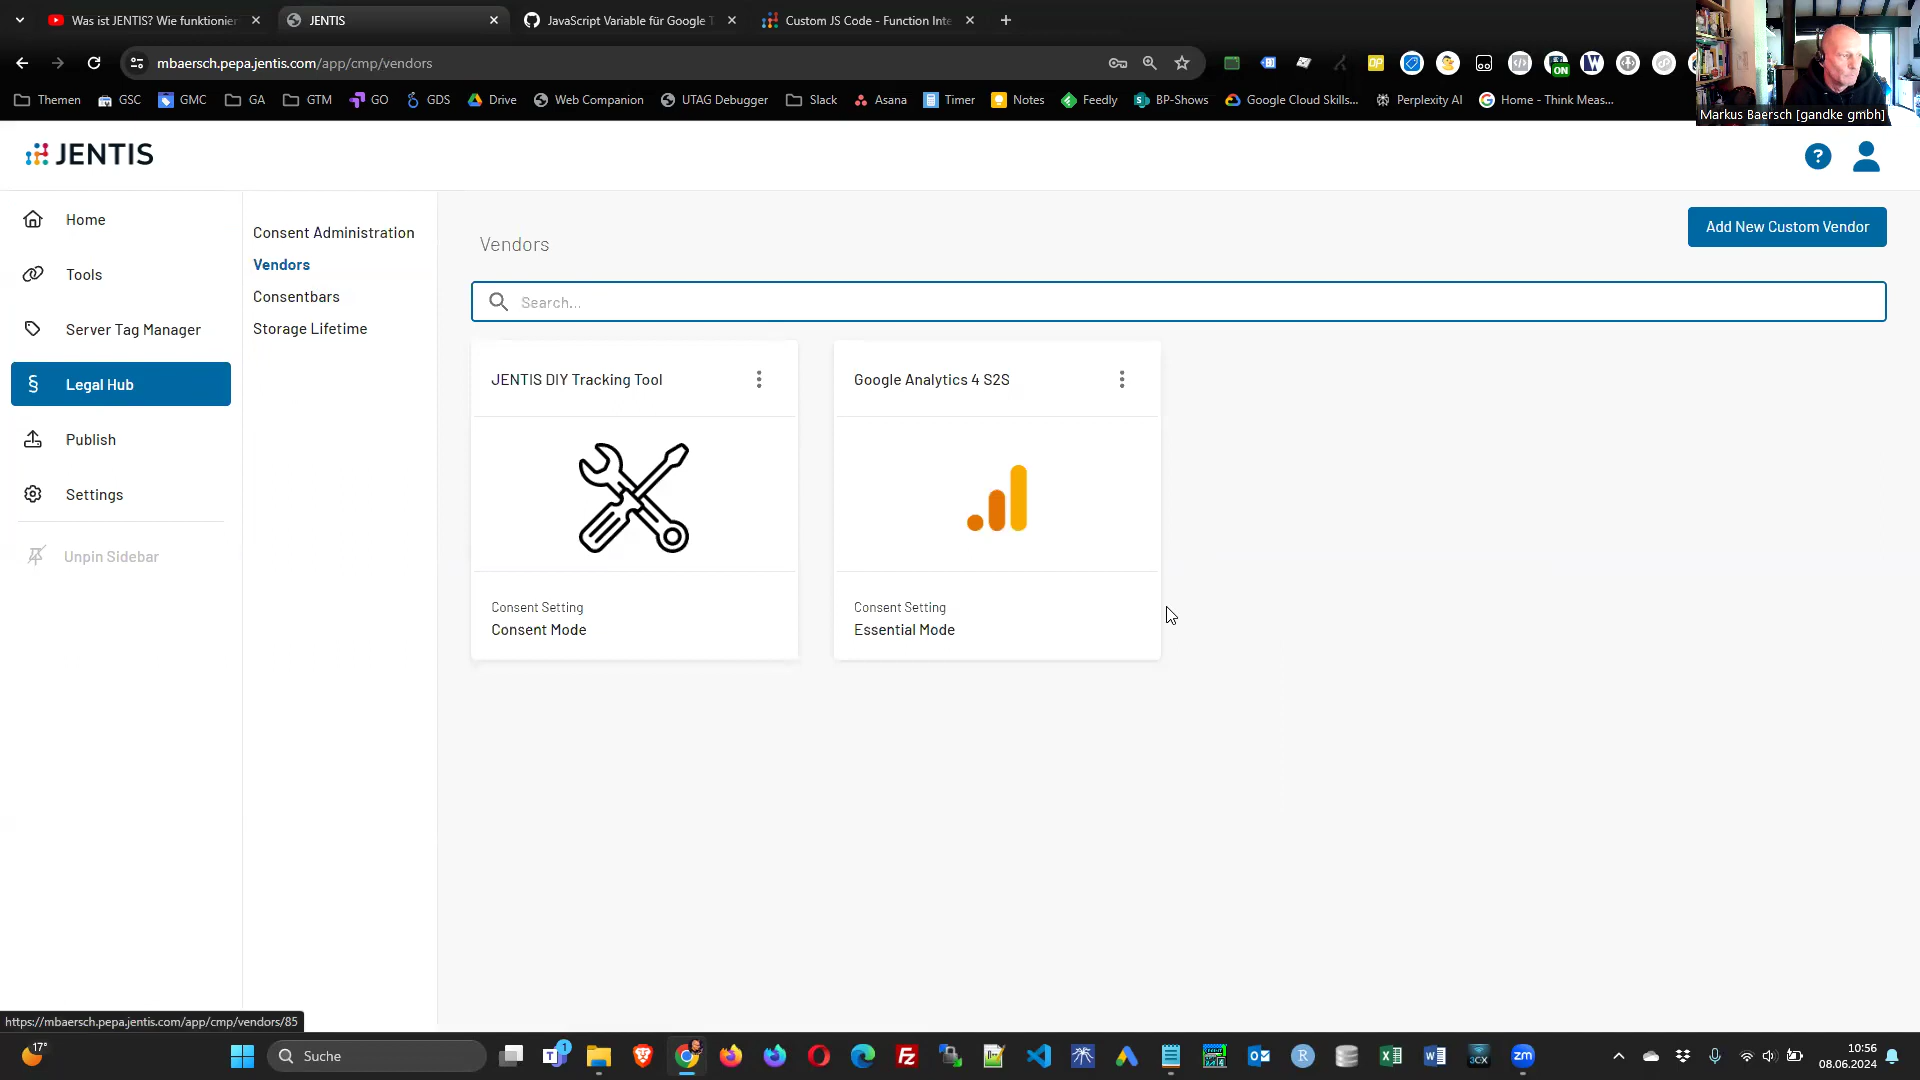 Was ist JENTIS? Wie funktionier
JENTIS
JavaScript Variable für Google T
Custom JS Code - Function Inte
mbaersch.pepa.jentis.com/app/cmp/vendors
ON
Themen
GSC
GMC
GA
GTM
GO
GDS
Drive
Web Companion
UTAG Debugger
Slack
Asana
Timer
Notes
Feedly
BP-Shows
Google Cloud Skills...
Perplexity AI
Home - Think Meas...
Markus Baersch [gandke gmbh]
JENTIS
?
Home
Tools
Server Tag Manager
§ Legal Hub
Publish
Settings
Unpin Sidebar
Consent Administration
Vendors
Consentbars
Storage Lifetime
Vendors
Add New Custom Vendor
Search...
JENTIS DIY Tracking Tool
Consent Setting
Consent Mode
Google Analytics 4 S2S
Consent Setting
Essential Mode
https://mbaersch.pepa.jentis.com/app/cmp/vendors/85
17°
Suche
1
3CX
zm
10:56
08.06.2024